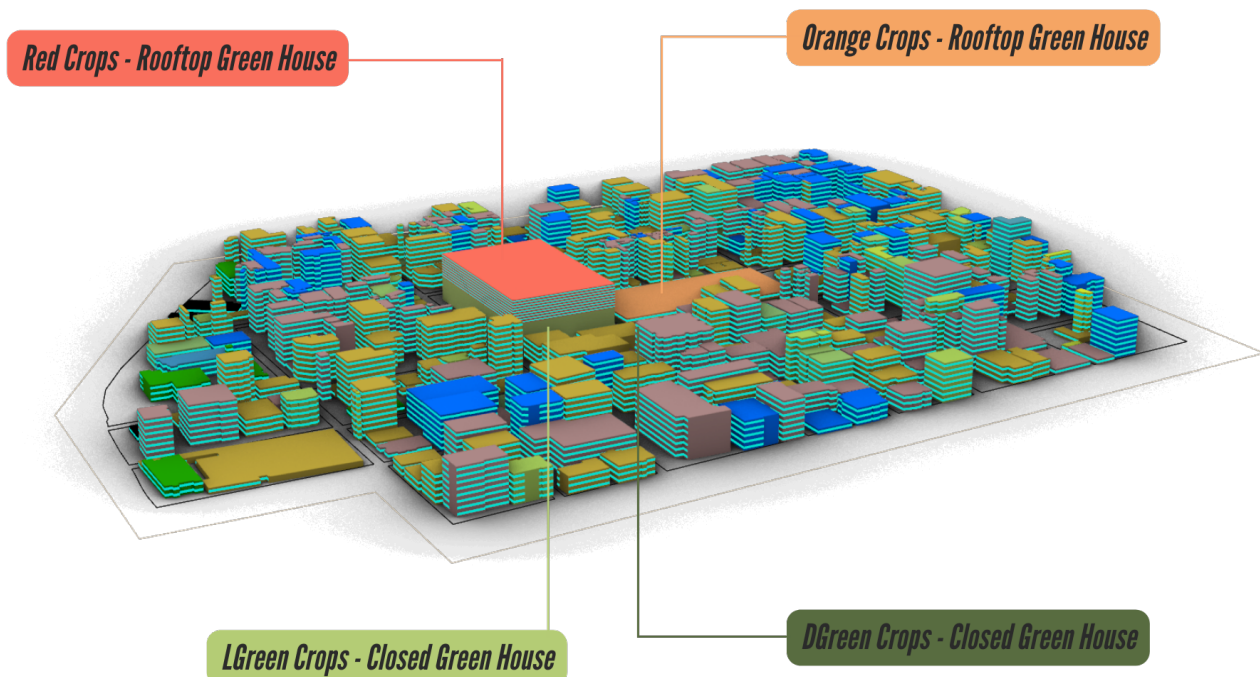 Red Crops - Rooftop Green House
Orange Crops - Rooftop Green House
LGreen Crops - Closed Green House
DGreen Crops - Closed Green House